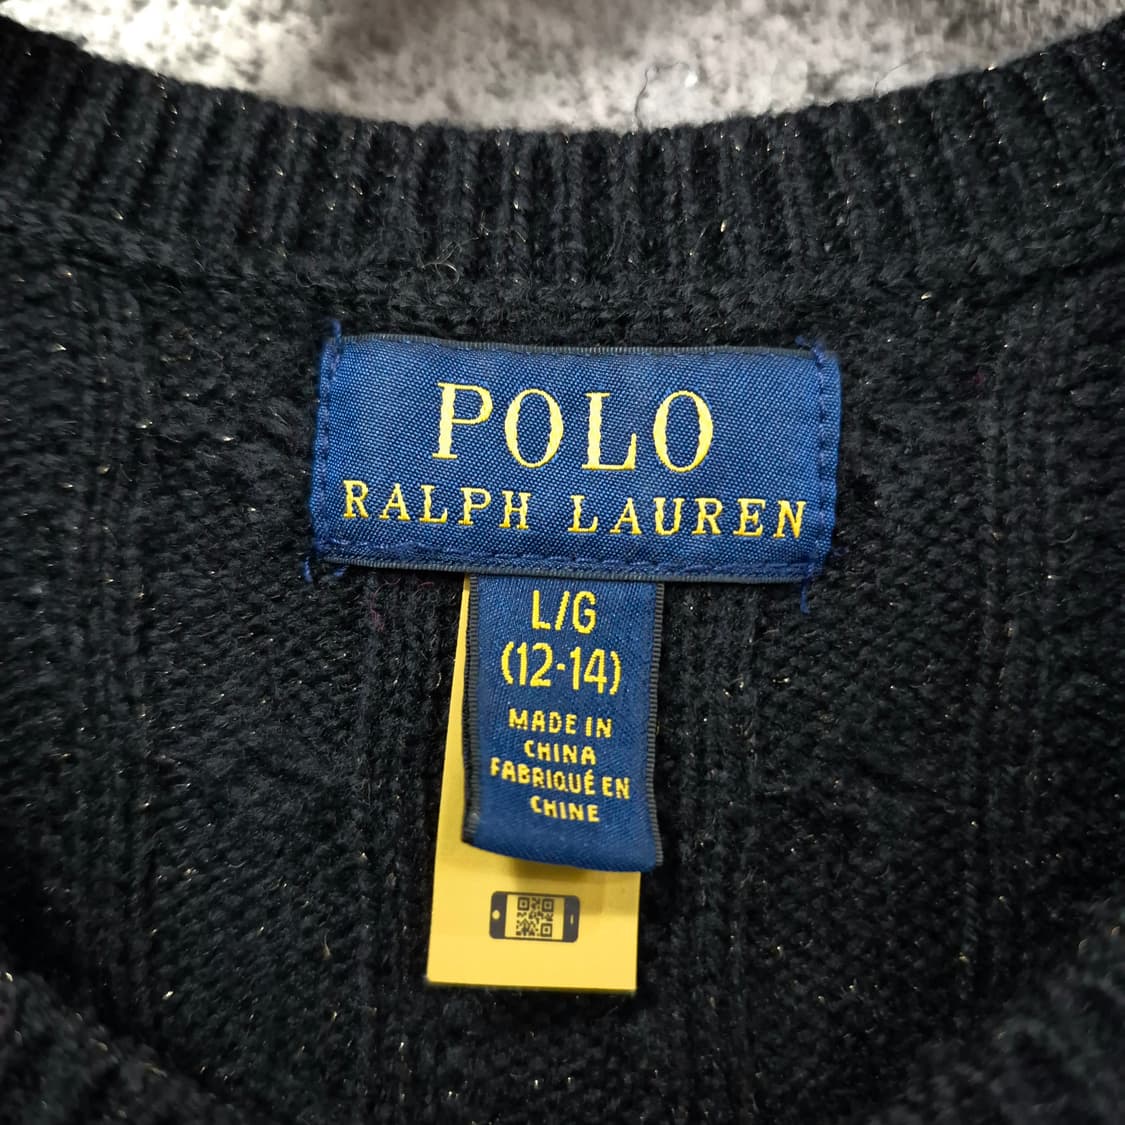 POLO
RALPH LAUREN
L/G
(12-14)
MADE IN
CHINA
FABRIQUÉ EN
CHINE